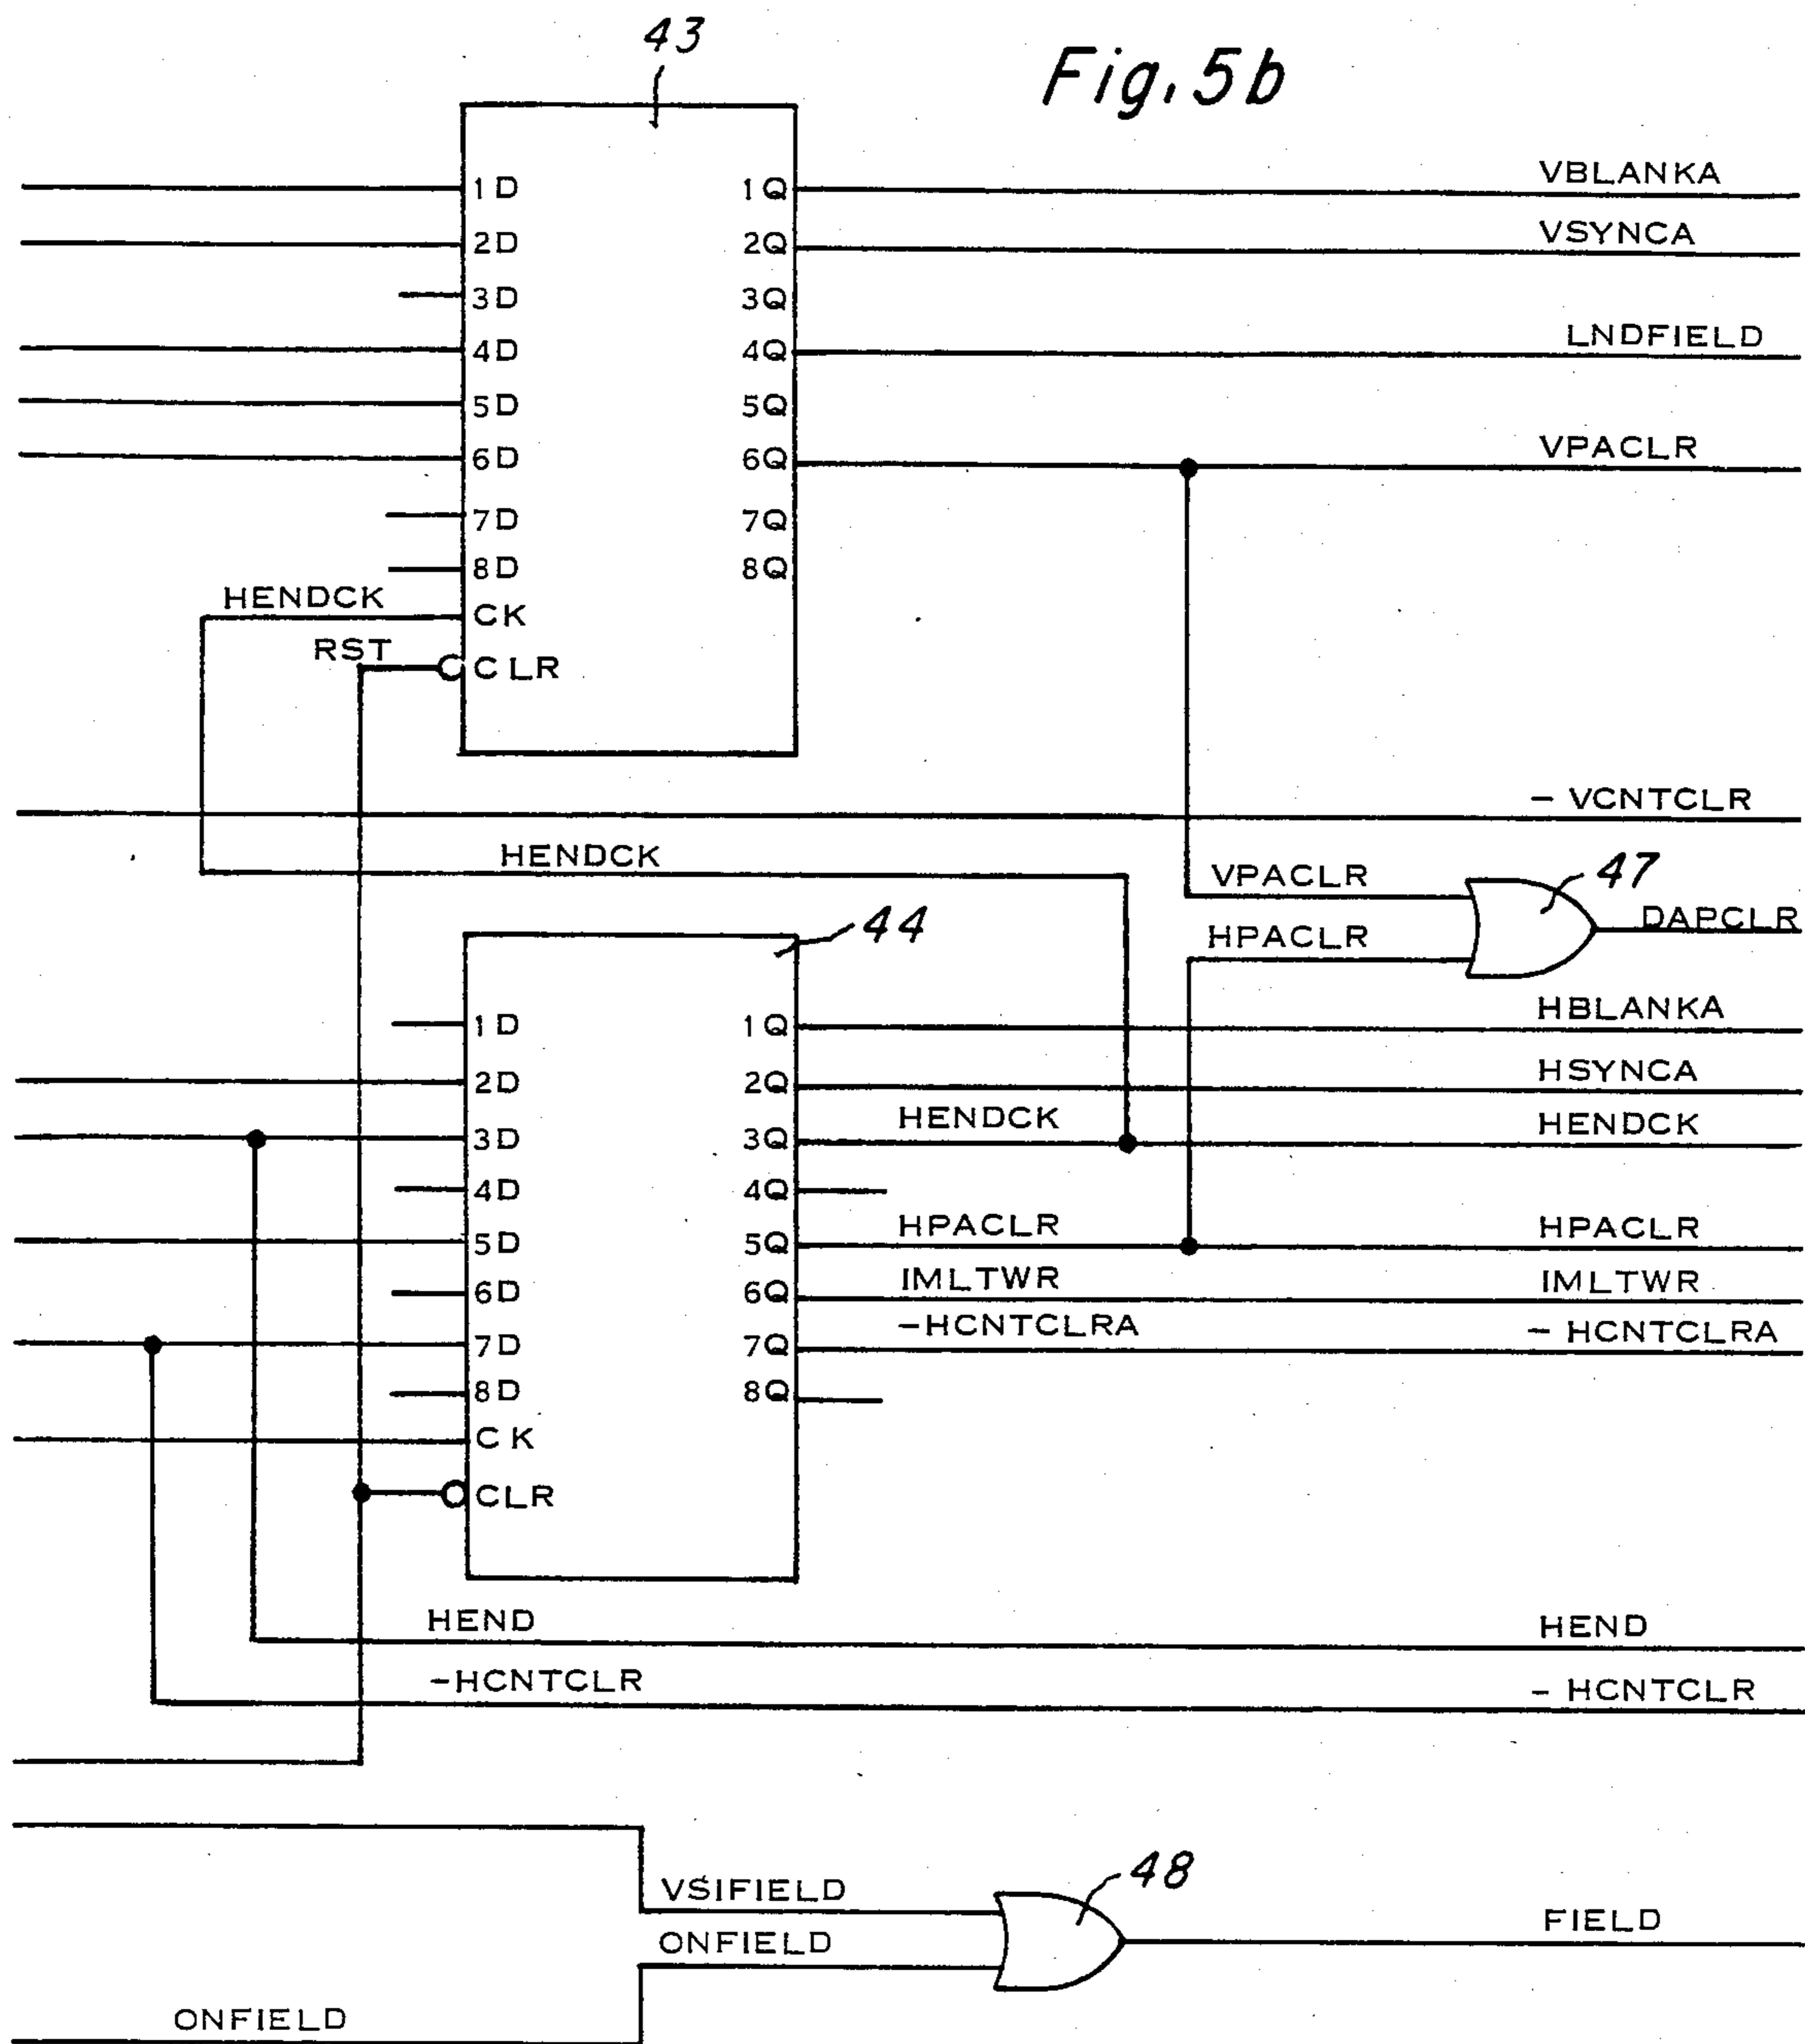 43
Fig. 5b
1D 1Q VBLANKA
2D 2Q VSYNCA
3D 3Q
4D 4Q LNDFIELD
5D 5Q
6D 6Q VPACLR
7D 7Q
8D 8Q
HENDCK CK
RST CLR
- VCNTCLR
HENDCK
VPACLR 47
44 HPACLR DAPCLR
1D 1Q HBLANKA
2D 2Q HSYNCA
3D HENDCK 3Q HENDCK
4D 4Q
5D 5Q HPACLR HPACLR
6D 6Q IMLTWR IMLTWR
7D 7Q -HCNTCLRA - HCNTCLRA
8D 8Q
CK
CLR
HEND HEND
-HCNTCLR - HCNTCLR
48
VSIFIELD
ONFIELD FIELD
ONFIELD